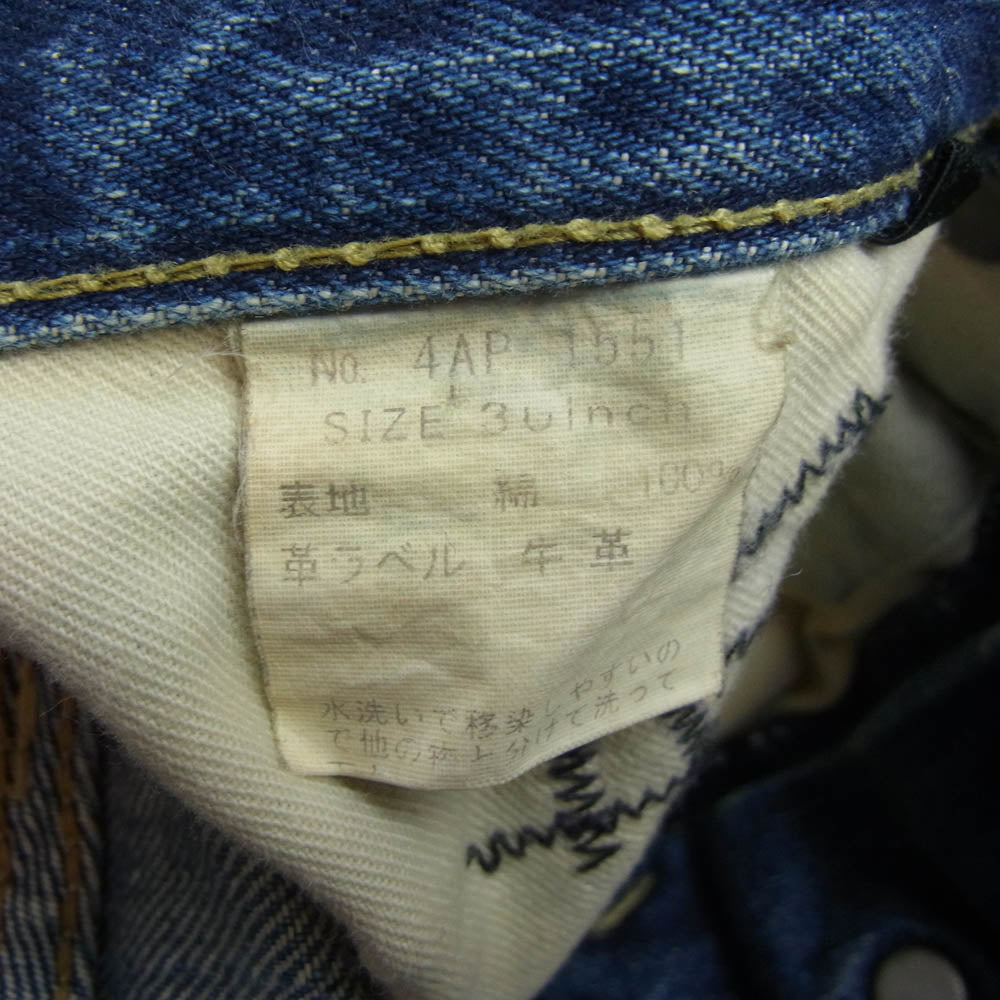 No. 4AP 1551
SIZE 30inch
表地 綿 100%
革ラベル 牛革
水洗いで移染しやすいの
で他の物と分けて洗って